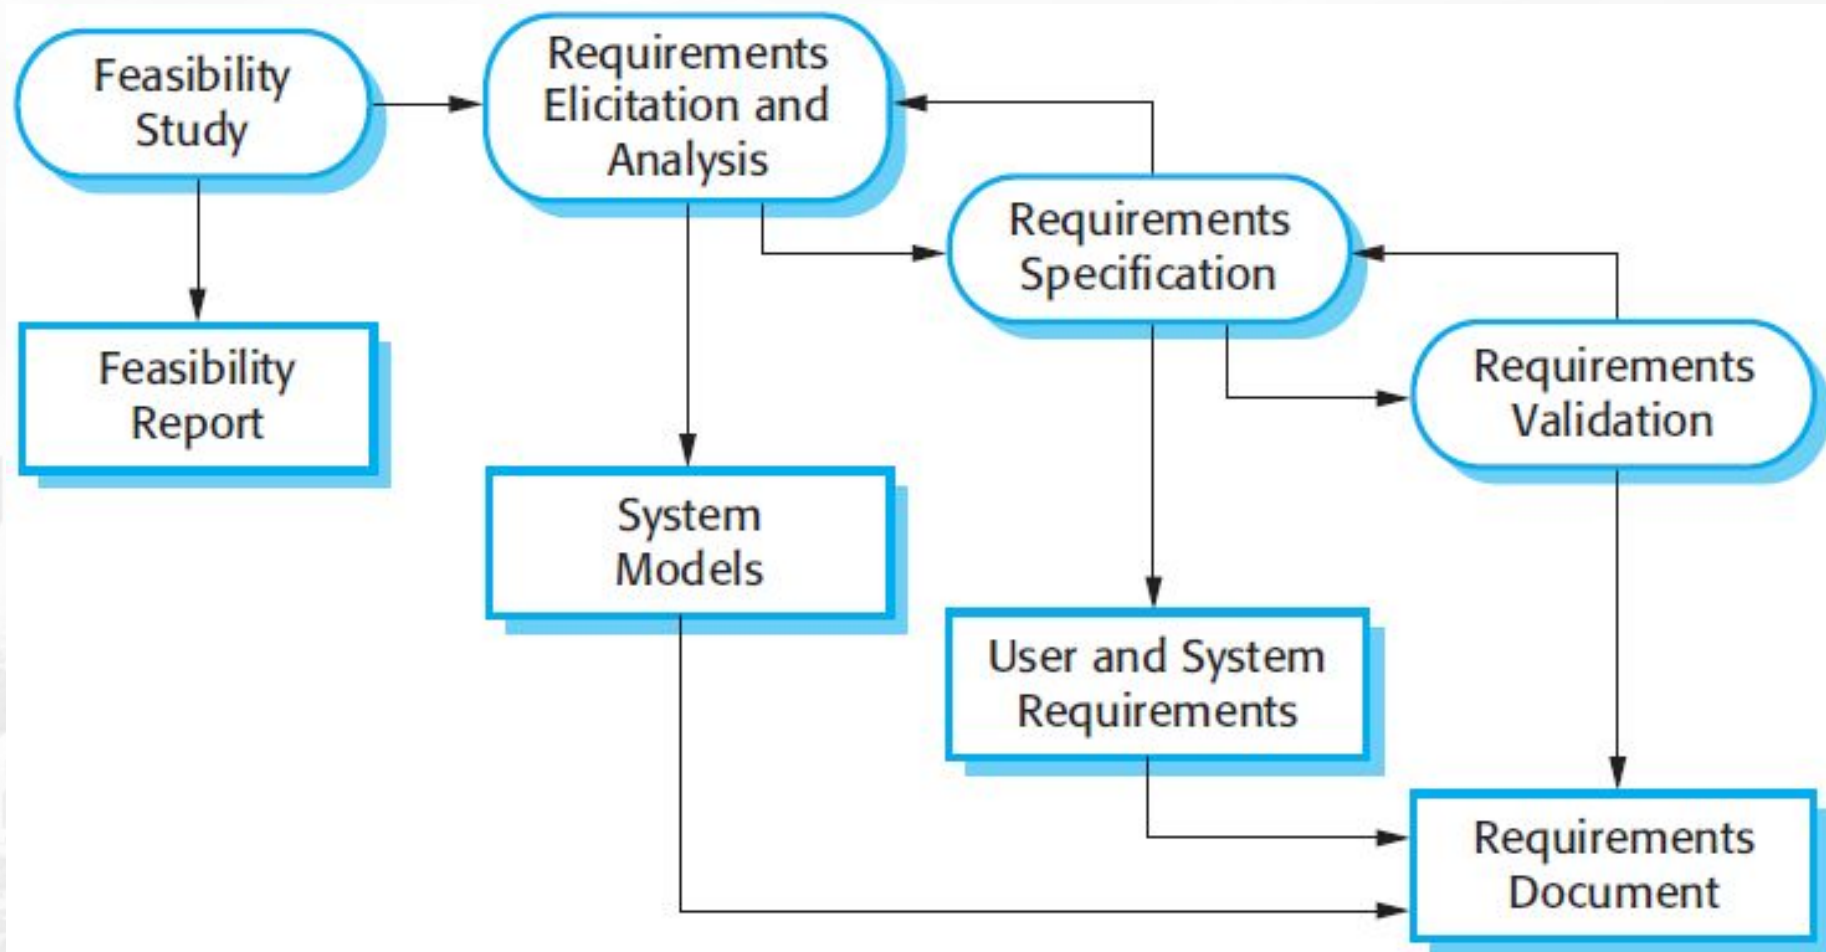 Feasibility
Study
Requirements
Elicitation and
Analysis
Requirements
Specification
Requirements
Validation
Feasibility
Report
System
Models
User and System
Requirements
Requirements
Document